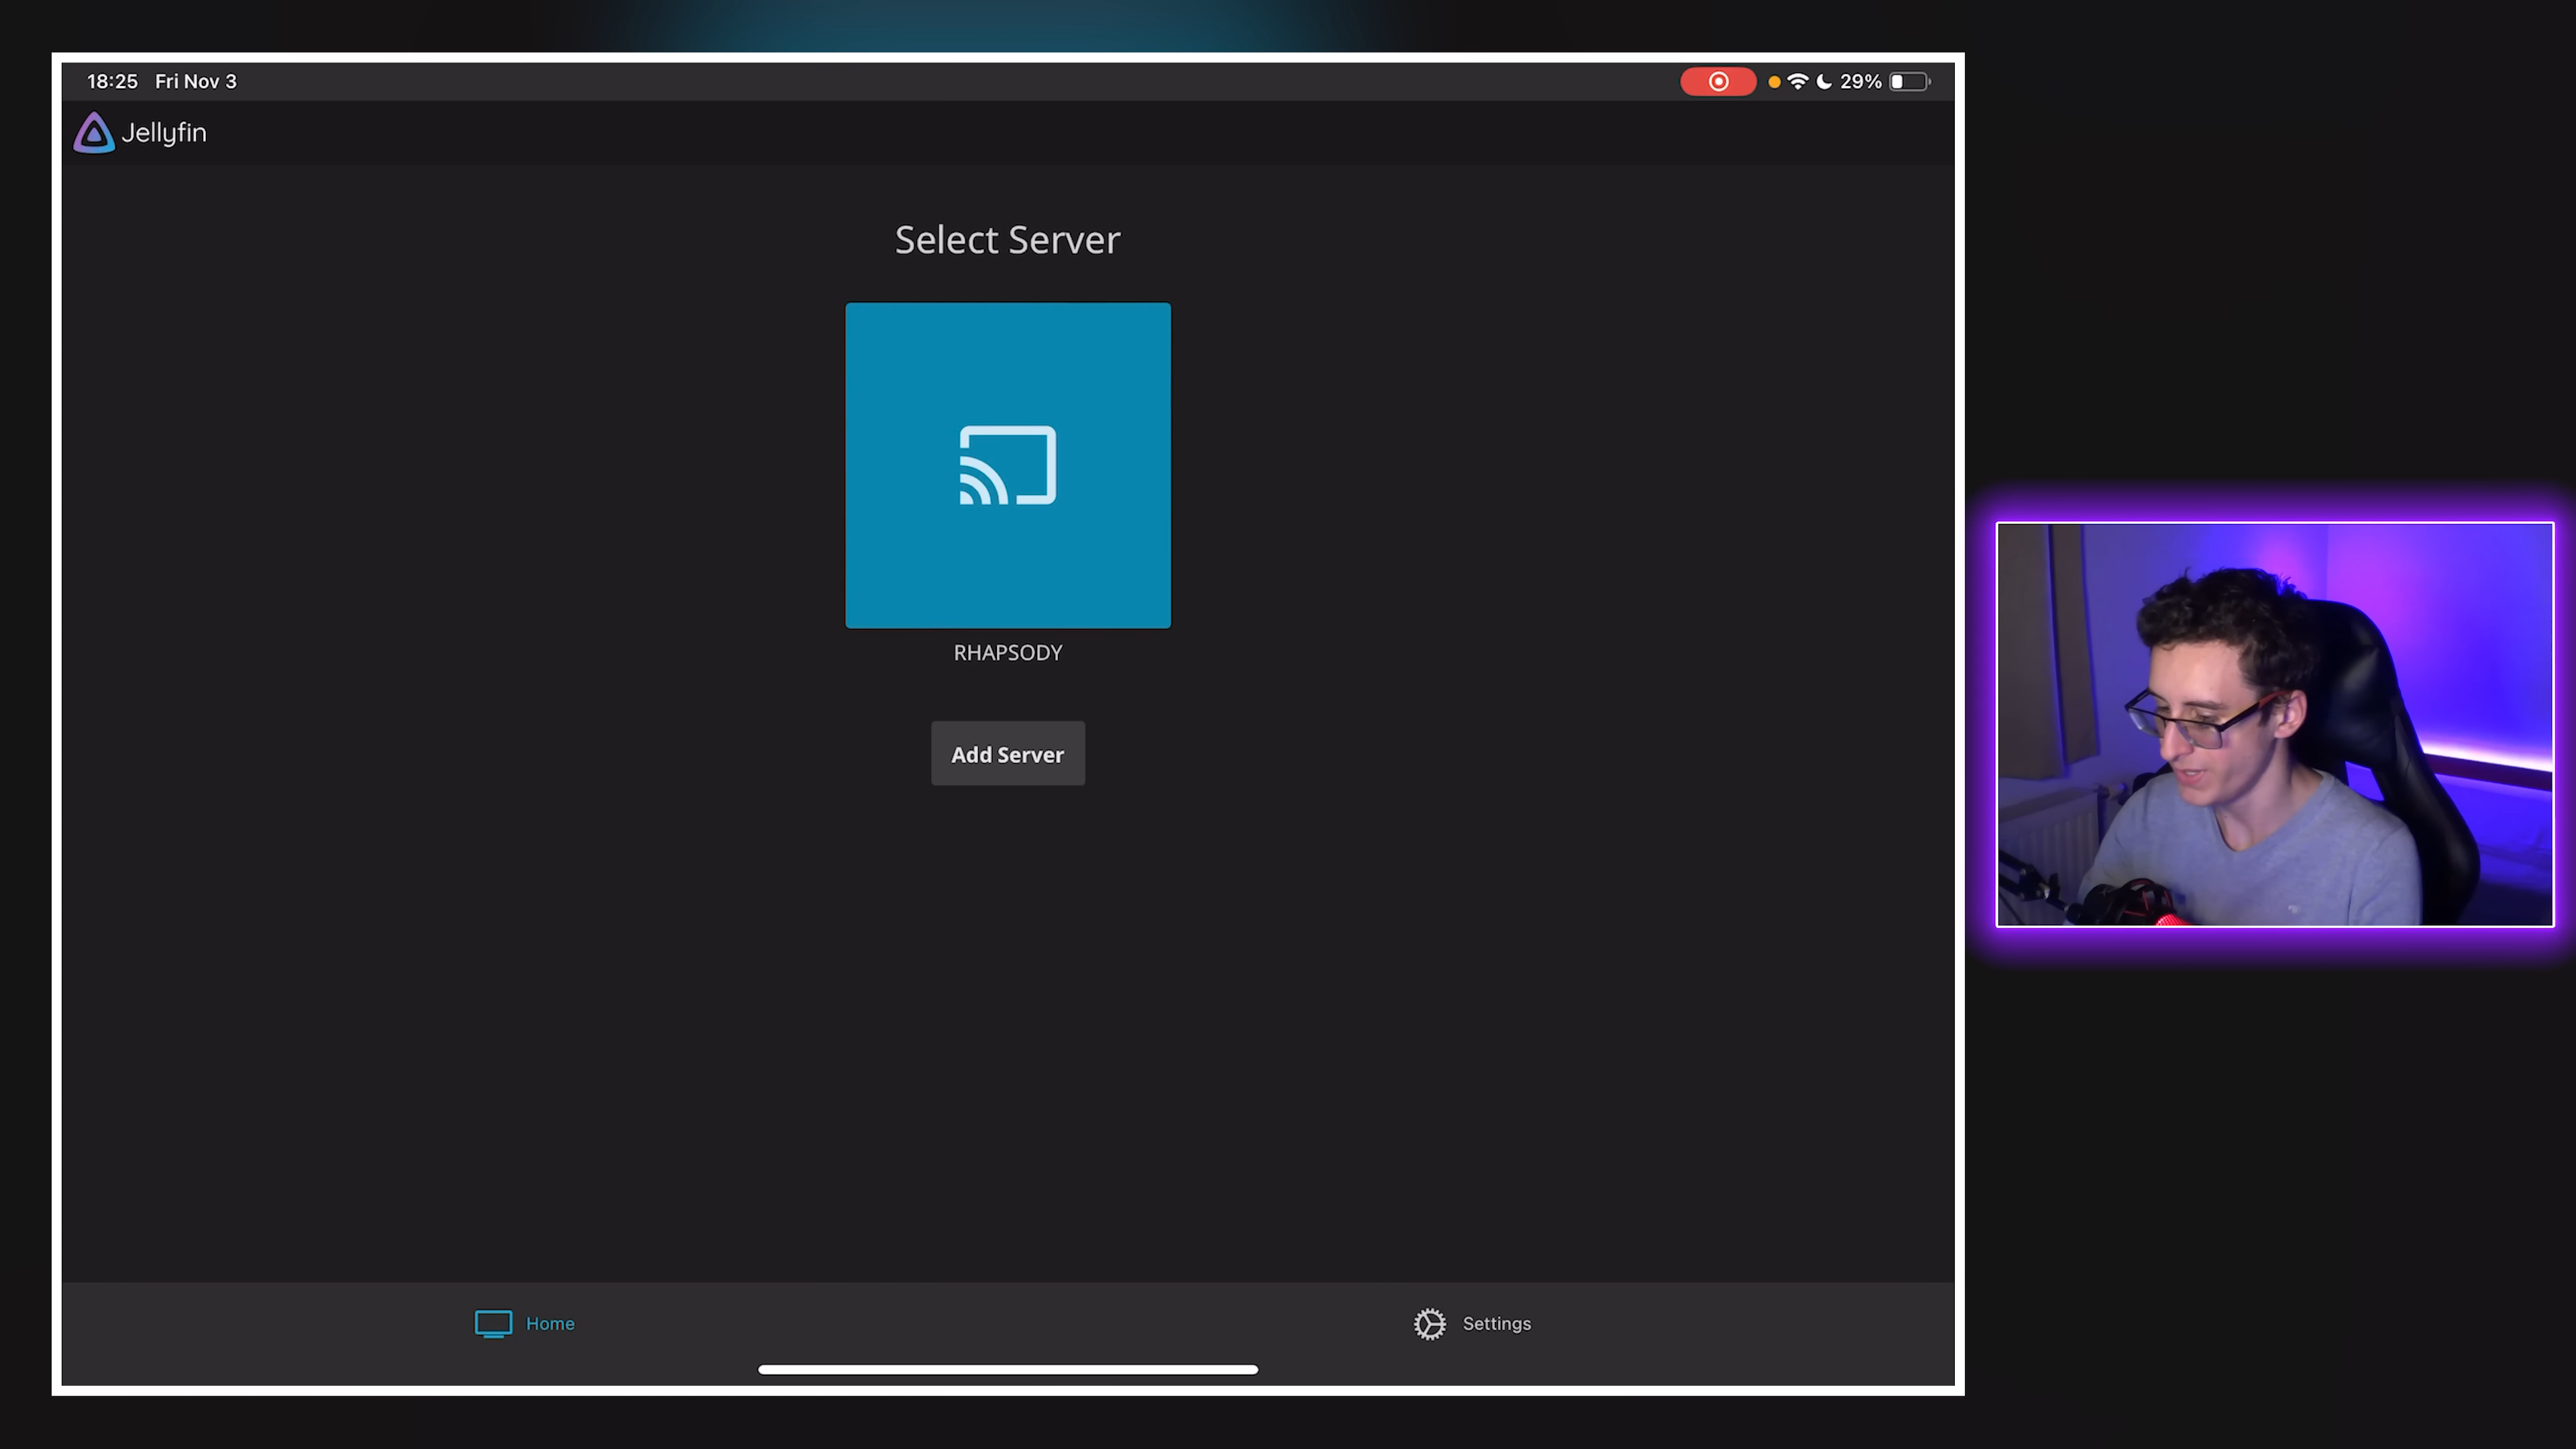 18:25 Fri Nov 3
29%
Jellyfin
Select Server
RHAPSODY
Add Server
Home
Settings